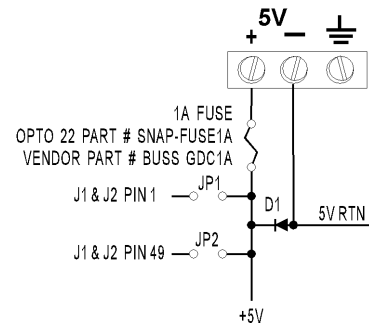 5V
+ –
1A FUSE
OPTO 22 PART # SNAP-FUSE1A
VENDOR PART # BUSS GDC1A
J1 & J2 PIN 1
JP1
D1
5V RTN
J1 & J2 PIN 49
JP2
+5V